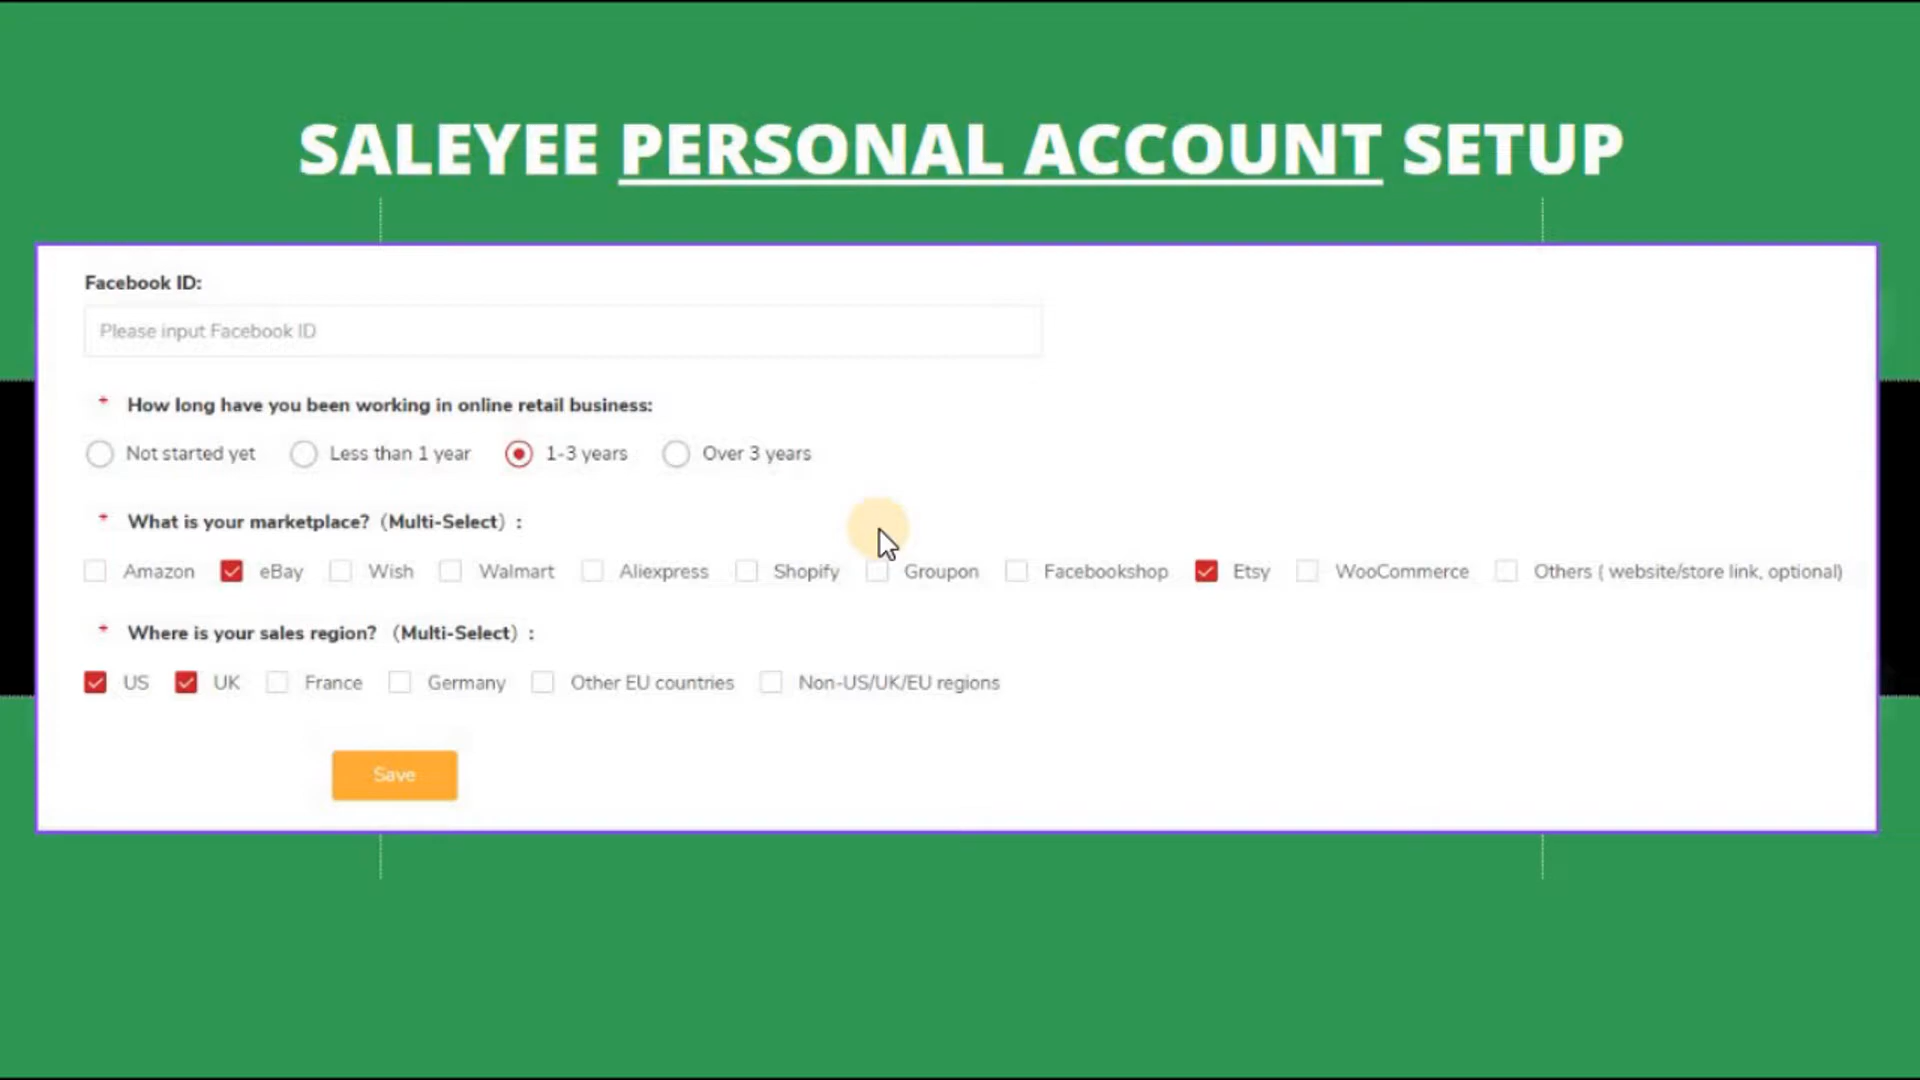 SALEYEE PERSONAL ACCOUNT SETUP
Facebook ID:
Please input Facebook ID
* How long have you been working in online retail business:
Not started yet Less than 1 year 1-3 years Over 3 years
* What is your marketplace? （Multi-Select） :
Amazon eBay Wish Walmart Aliexpress Shopify Groupon Facebookshop Etsy WooCommerce Others ( website/store link, optional)
* Where is your sales region? （Multi-Select） :
US UK France Germany Other EU countries Non-US/UK/EU regions
Save